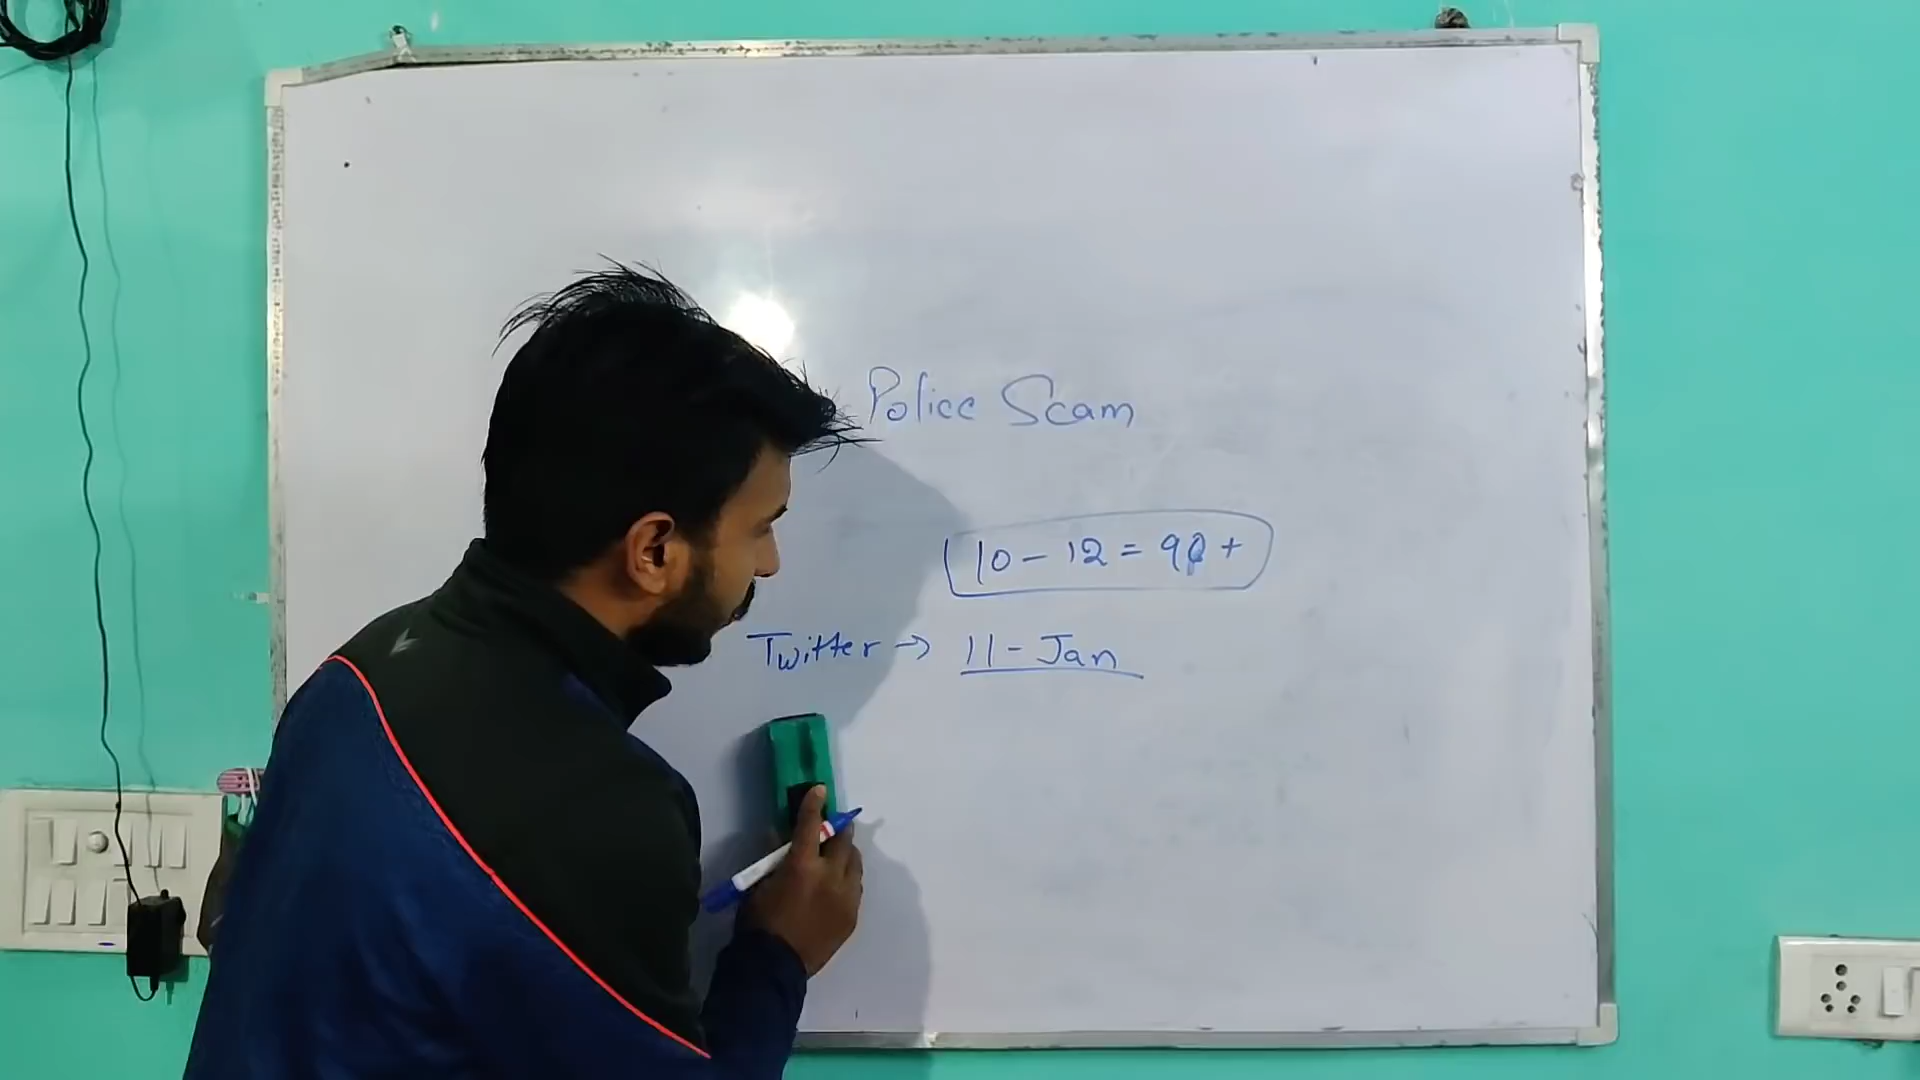 Police Scam
10 - 12 = 90 +
Twitter → 11 - Jan